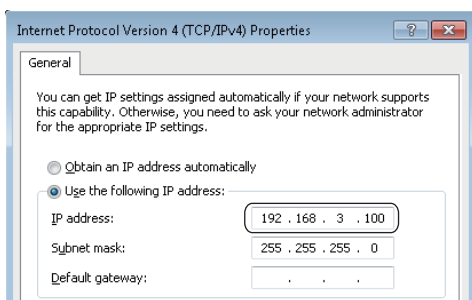 Internet Protocol Version 4 (TCP/IPv4) Properties
General
You can get IP settings assigned automatically if your network supports
this capability. Otherwise, you need to ask your network administrator
for the appropriate IP settings.
Obtain an IP address automatically
Use the following IP address:
IP address: 192 . 168 . 3 . 100
Subnet mask: 255 . 255 . 255 . 0
Default gateway: . . .